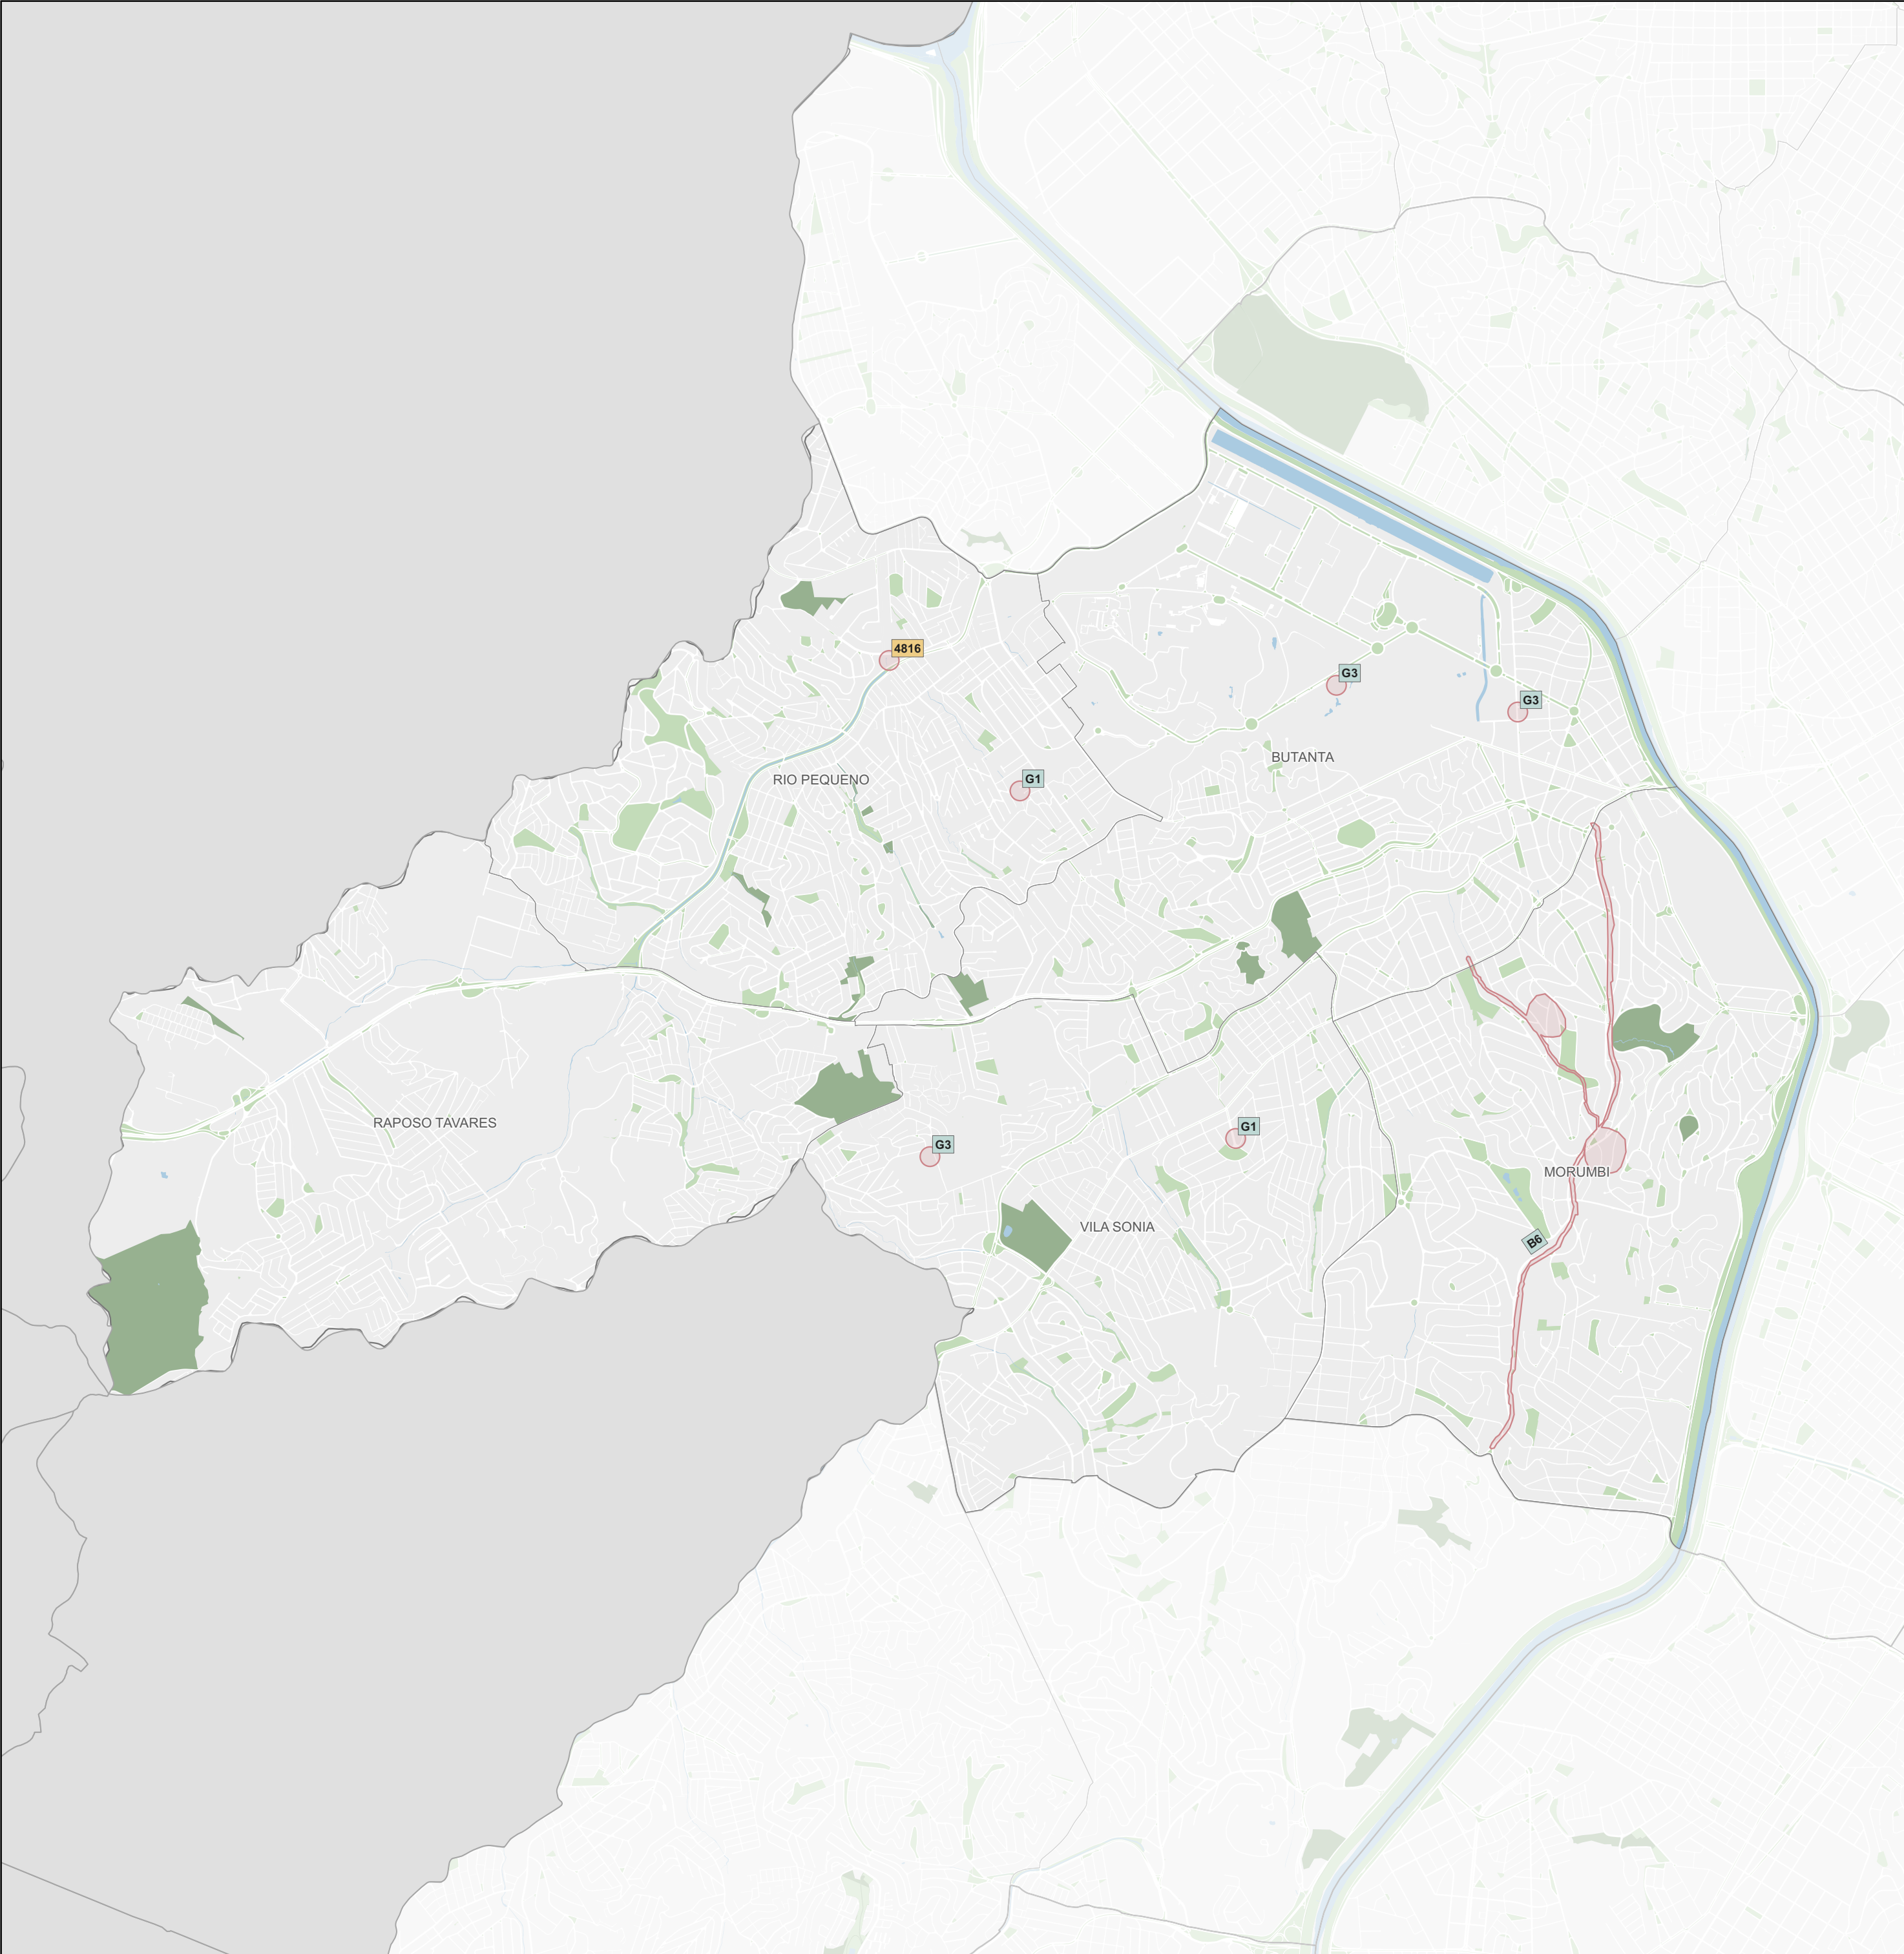 4816
G3
G3
BUTANTA
RIO PEQUENO
G1
RAPOSO TAVARES
G1
G3
MORUMBI
VILA SONIA
B6